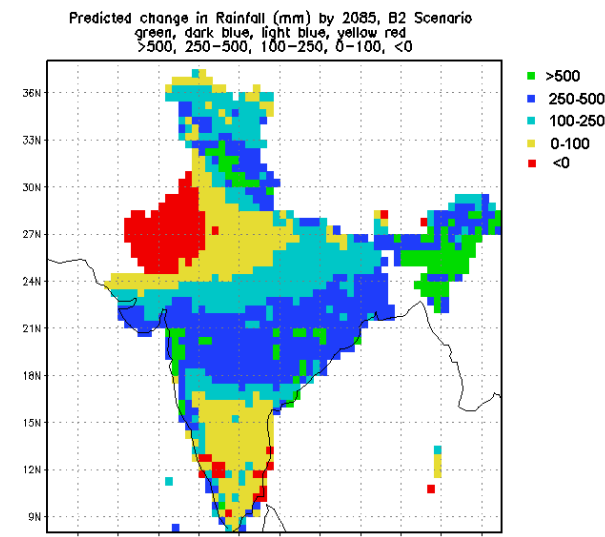 Predicted change in Rainfall (mm) by 2085, B2 Scenario
green, dark blue, light blue, yellow red
>500, 250-500, 100-250, 0-100, <0
>500
250-500
100-250
0-100
<0
36N
33N
30N
27N
24N
21N
18N
15N
12N
9N